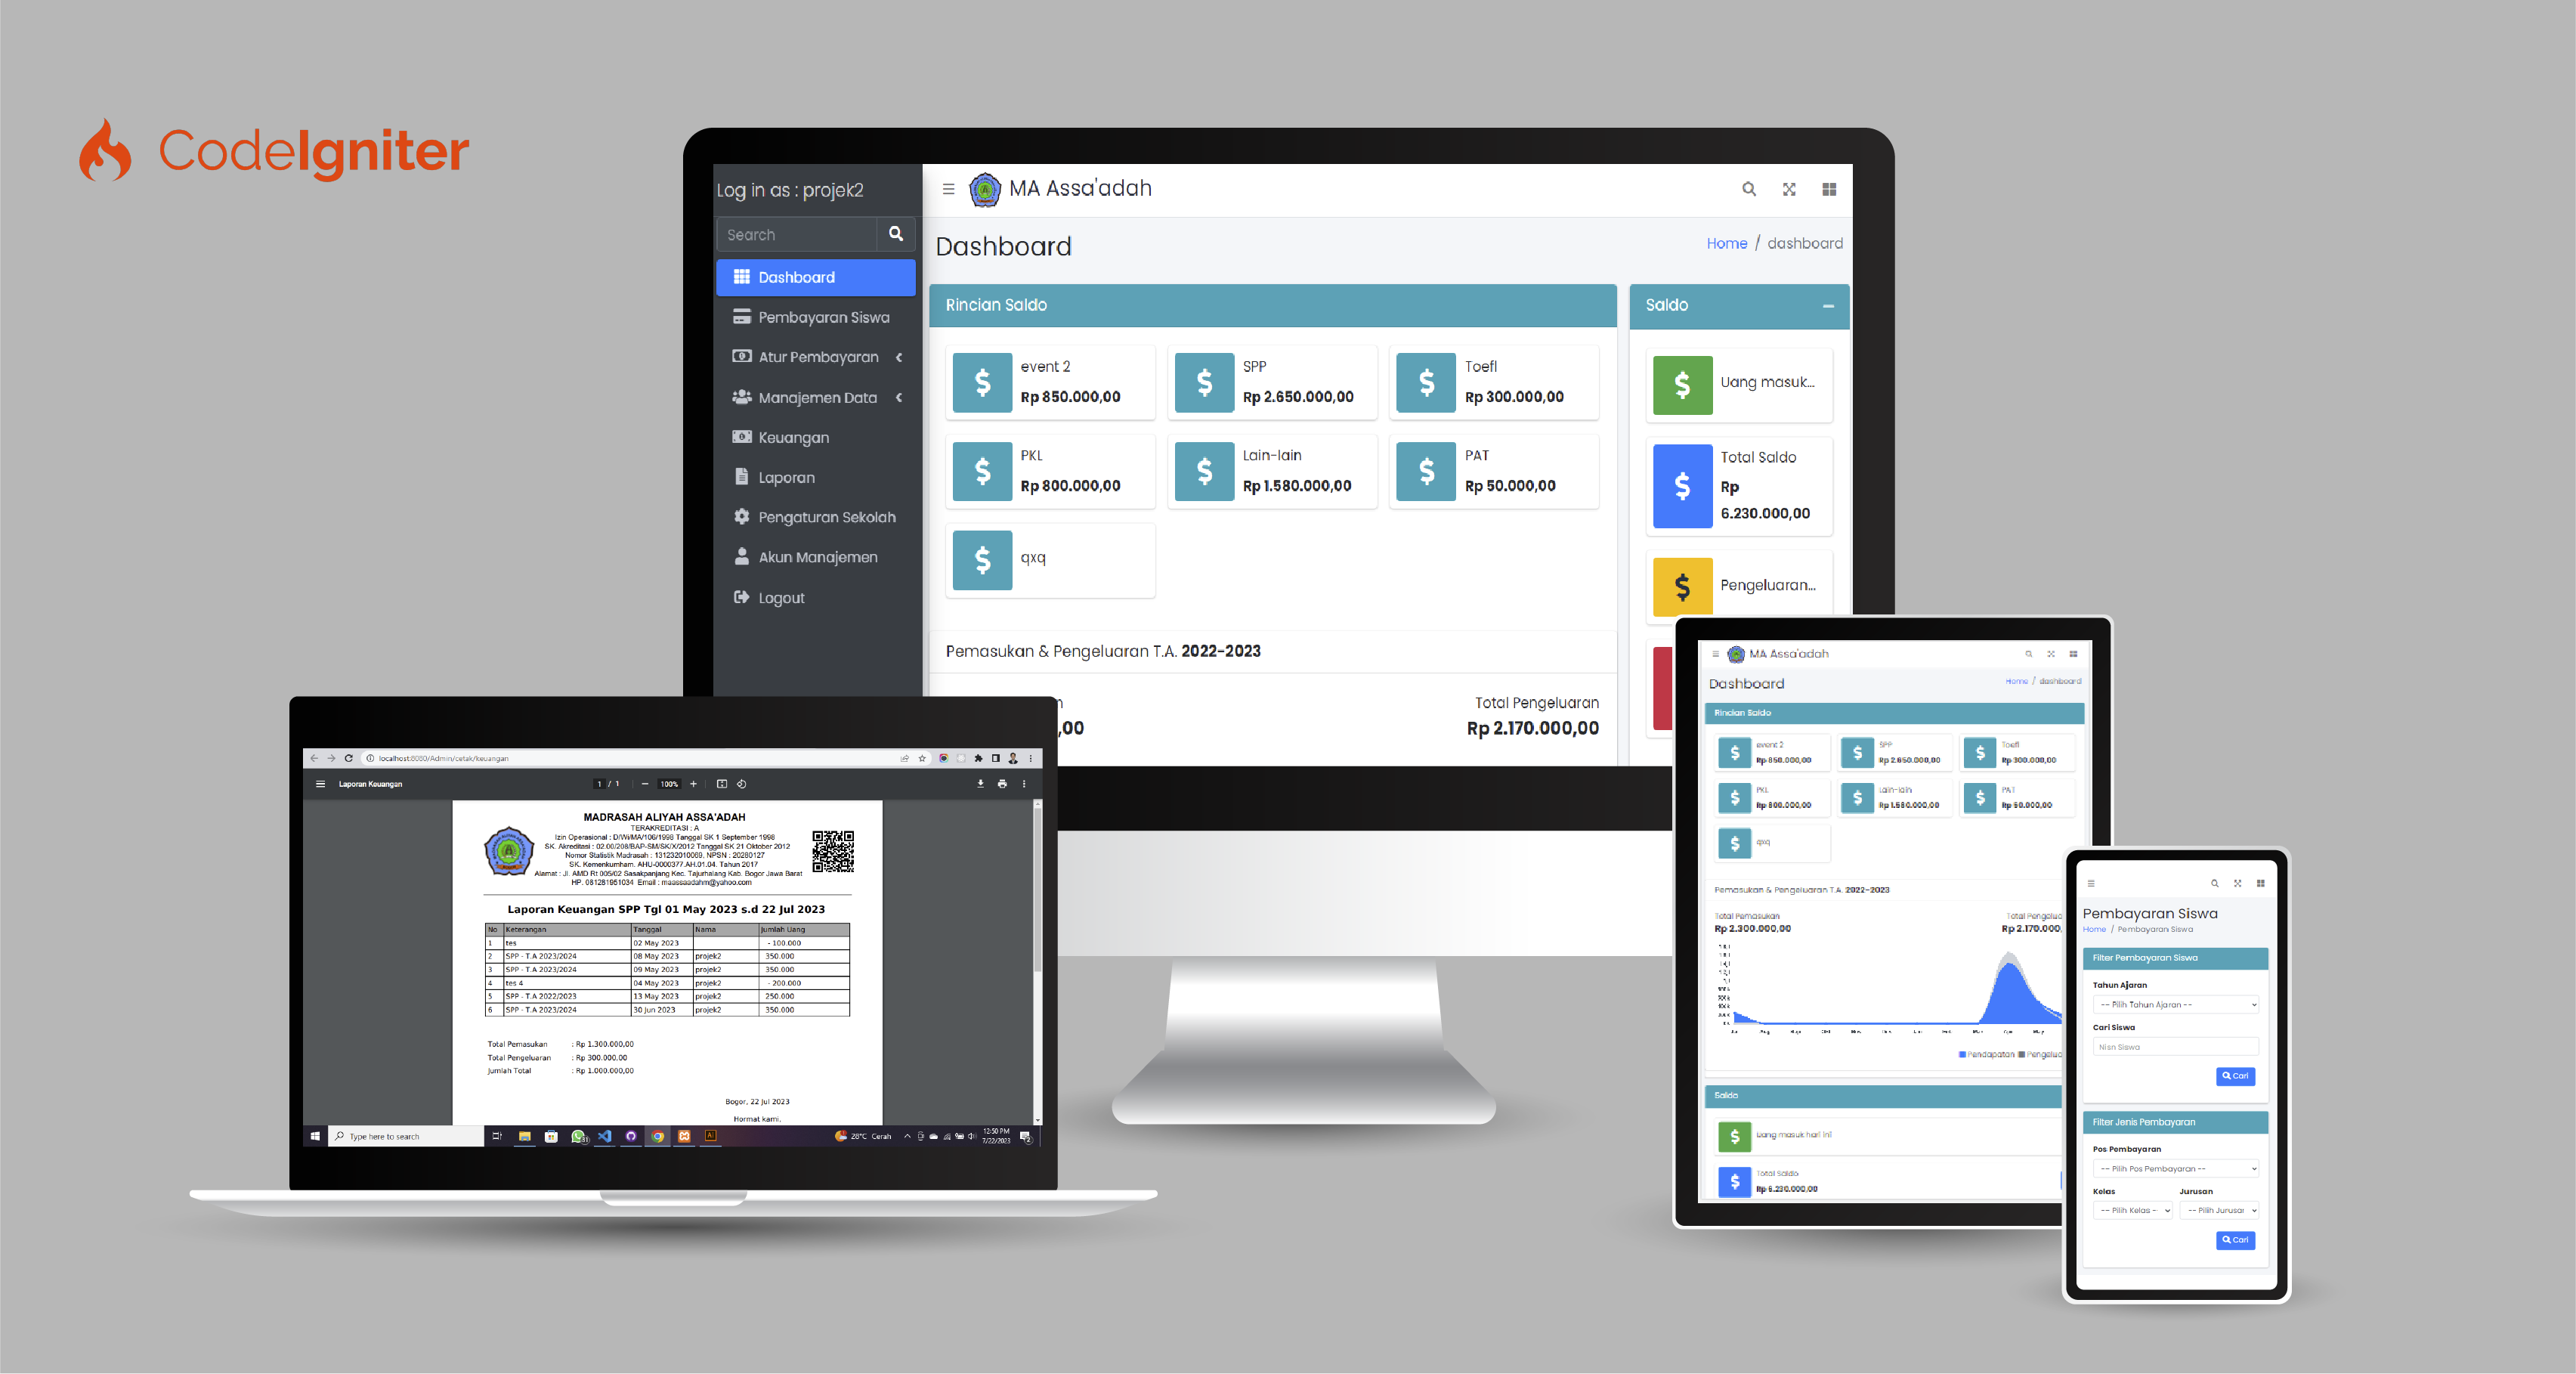 CodeIgniter
Log in as : projek2
Search
Dashboard
Pembayaran Siswa
Atur Pembayaran
Manajemen Data
Keuangan
Laporan
Pengaturan Sekolah
Akun Manajemen
Logout
MA Assa'adah
Dashboard
Home / dashboard
Rincian Saldo
event 2
Rp 850.000,00
SPP
Rp 2.650.000,00
Toefl
Rp 300.000,00
PKL
Rp 800.000,00
Lain-lain
Rp 1.580.000,00
PAT
Rp 50.000,00
qxq
Saldo
Uang masuk...
Total Saldo
Rp
6.230.000,00
Pengeluaran...
Pemasukan & Pengeluaran T.A. 2022-2023
,00
Total Pengeluaran
Rp 2.170.000,00
localhost:8080/Admin/cetak/keuangan
Laporan Keuangan
1 / 1
100%
MADRASAH ALIYAH ASSA'ADAH
TERAKREDITASI : A
Izin Operasional : D/Wi/MA/106/1998 Tanggal SK 1 September 1998
SK. Akreditasi : 02.00/208/BAP-SM/SK/X/2012 Tanggal SK 21 Oktober 2012
Nomor Statistik Madrasah : 131232010069, NPSN : 20280127
SK. Kemenkumham. AHU-0000377.AH.01.04. Tahun 2017
Alamat : Jl. AMD Rt 005/02 Sasakpanjang Kec. Tajurhalang Kab. Bogor Jawa Barat
HP. 081281951034 Email : maassaadahm@yahoo.com
Laporan Keuangan SPP Tgl 01 May 2023 s.d 22 Jul 2023
No Keterangan Tanggal Nama Jumlah Uang
1 tes 02 May 2023 - 100.000
2 SPP - T.A 2023/2024 08 May 2023 projek2 350.000
3 SPP - T.A 2023/2024 09 May 2023 projek2 350.000
4 tes 4 04 May 2023 projek2 - 200.000
5 SPP - T.A 2022/2023 13 May 2023 projek2 250.000
6 SPP - T.A 2023/2024 30 Jun 2023 projek2 350.000
Total Pemasukan : Rp 1.300.000,00
Total Pengeluaran : Rp 300.000,00
Jumlah Total : Rp 1.000.000,00
Bogor, 22 Jul 2023
Hormat kami,
Type here to search
28°C Cerah
12:50 PM
7/22/2023
MA Assa'adah
Dashboard
Home / dashboard
Rincian Saldo
event 2
Rp 850.000,00
SPP
Rp 2.650.000,00
Toefl
Rp 300.000,00
PKL
Rp 800.000,00
Lain-lain
Rp 1.580.000,00
PAT
Rp 50.000,00
qxq
Pemasukan & Pengeluaran T.A. 2022-2023
Total Pemasukan
Rp 2.300.000,00
Total Pengelua
Rp 2.170.000,
Pendapatan Pengelua
Saldo
Uang masuk hari ini
Total Saldo
Rp 6.230.000,00
Pembayaran Siswa
Home / Pembayaran Siswa
Filter Pembayaran Siswa
Tahun Ajaran
-- Pilih Tahun Ajaran --
Cari Siswa
Nisn Siswa
Cari
Filter Jenis Pembayaran
Pos Pembayaran
-- Pilih Pos Pembayaran --
Kelas Jurusan
-- Pilih Kelas - -- Pilih Jurusa
Cari